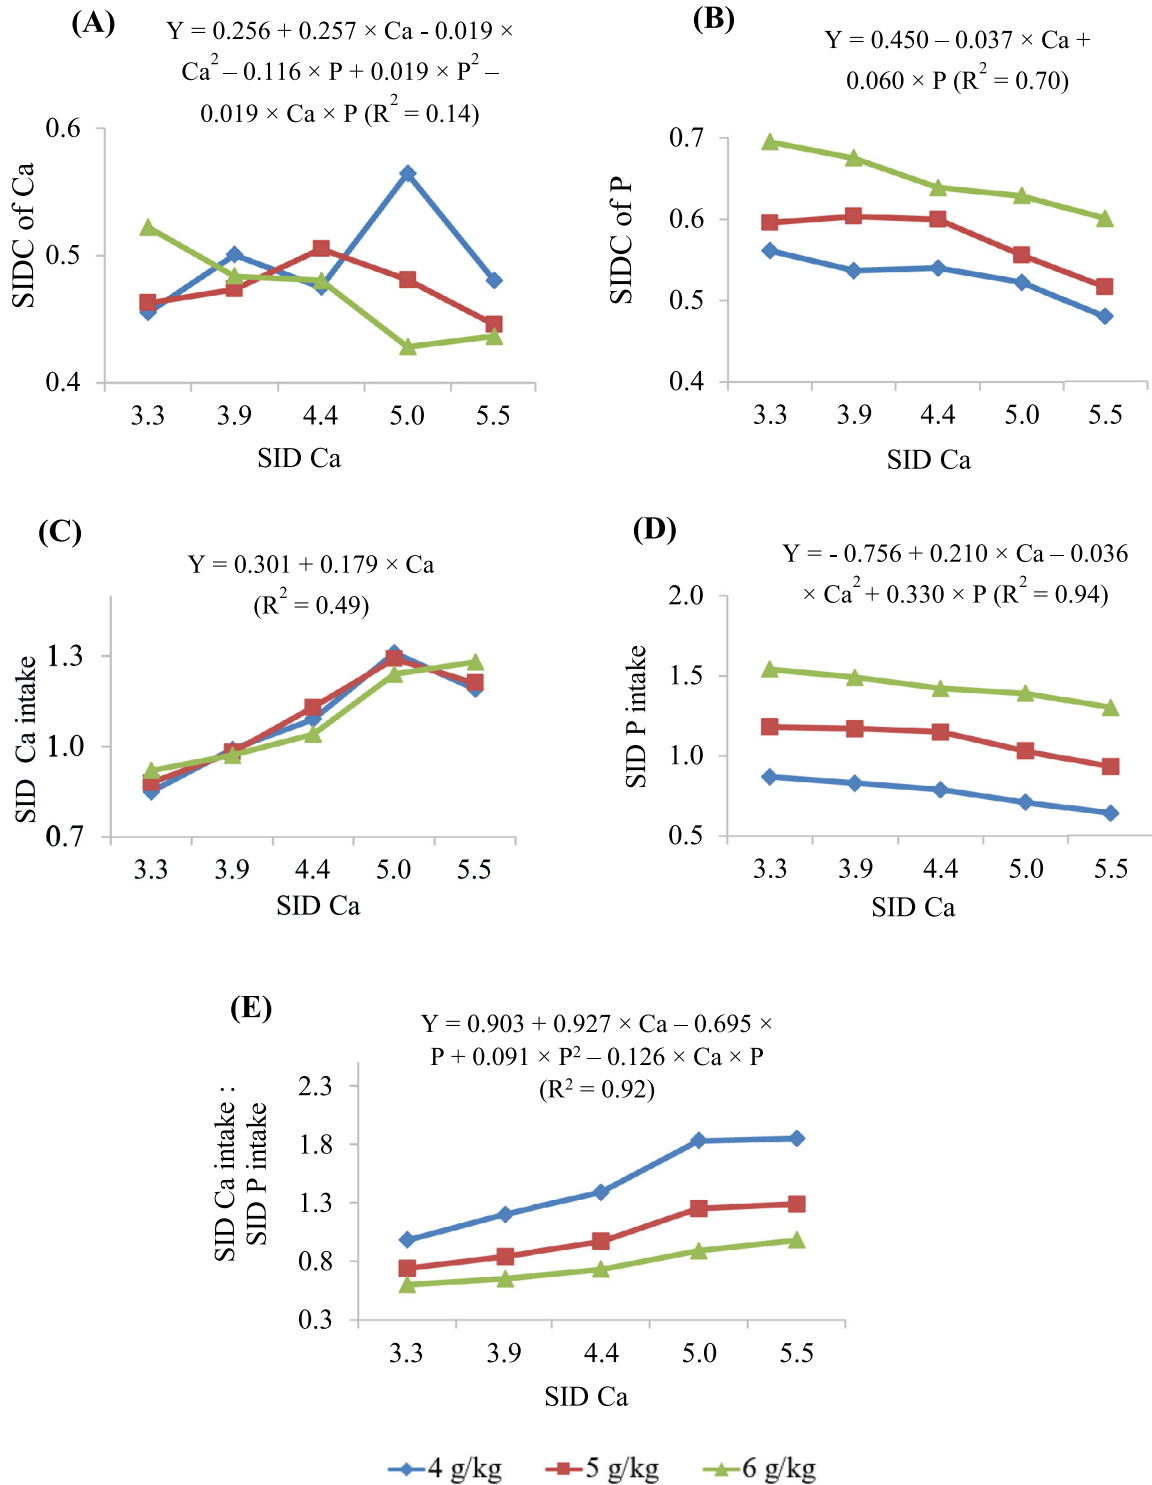 (A)
Y = 0.256 + 0.257 × Ca - 0.019 ×
Ca² – 0.116 × P + 0.019 × P² –
0.019 × Ca × P (R² = 0.14)
0.6
0.5
0.4
SIDC of Ca
3.3 3.9 4.4 5.0 5.5
SID Ca
(B)
Y = 0.450 – 0.037 × Ca +
0.060 × P (R² = 0.70)
0.7
0.6
0.5
0.4
SIDC of P
3.3 3.9 4.4 5.0 5.5
SID Ca
(C)
Y = 0.301 + 0.179 × Ca
(R² = 0.49)
1.3
1.0
0.7
SID Ca intake
3.3 3.9 4.4 5.0 5.5
SID Ca
(D)
Y = - 0.756 + 0.210 × Ca – 0.036
× Ca² + 0.330 × P (R² = 0.94)
2.0
1.5
1.0
0.5
SID P intake
3.3 3.9 4.4 5.0 5.5
SID Ca
(E)
Y = 0.903 + 0.927 × Ca – 0.695 ×
P + 0.091 × P² – 0.126 × Ca × P
(R² = 0.92)
2.3
1.8
1.3
0.8
0.3
SID Ca intake :
SID P intake
3.3 3.9 4.4 5.0 5.5
SID Ca
4 g/kg 5 g/kg 6 g/kg